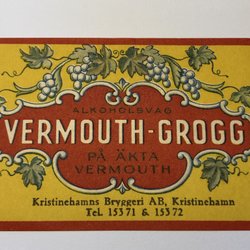 ALKOHOLSVAG
VERMOUTH-GROGG
PÅ ÄKTA
VERMOUTH
Kristinehamns Bryggeri AB, Kristinehamn
Tel. 15371 & 15372